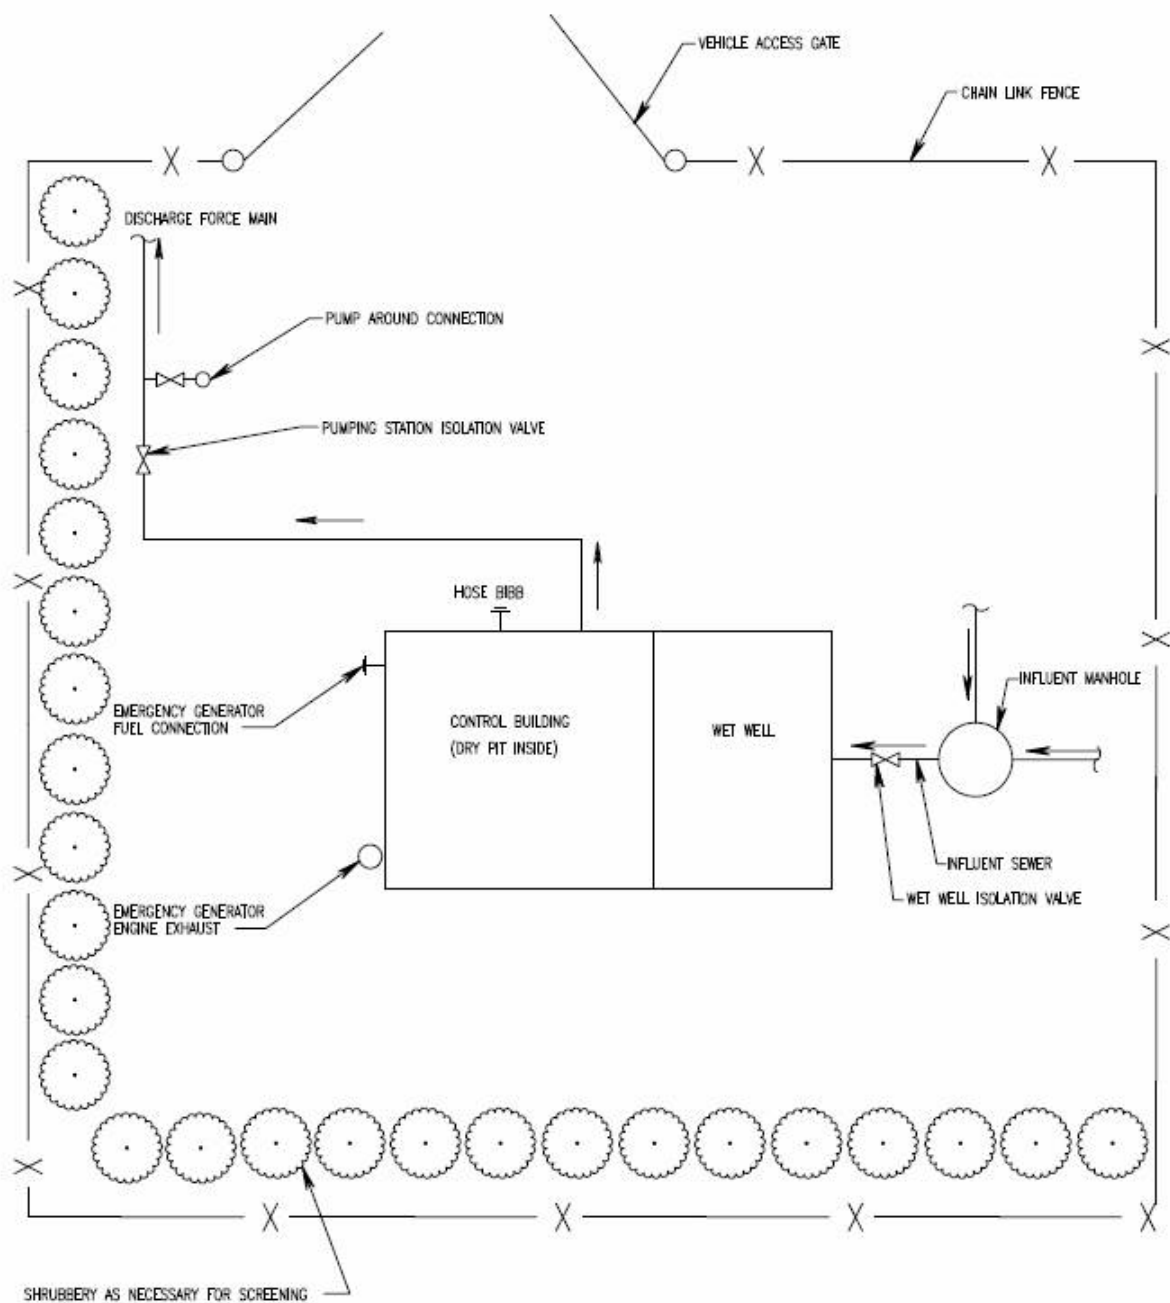 VEHICLE ACCESS GATE
CHAIN LINK FENCE
DISCHARGE FORCE MAIN
PUMP AROUND CONNECTION
PUMPING STATION ISOLATION VALVE
HOSE BIBB
INFLUENT MANHOLE
EMERGENCY GENERATOR
FUEL CONNECTION
CONTROL BUILDING
(DRY PIT INSIDE)
WET WELL
INFLUENT SEWER
WET WELL ISOLATION VALVE
EMERGENCY GENERATOR
ENGINE EXHAUST
SHRUBBERY AS NECESSARY FOR SCREENING